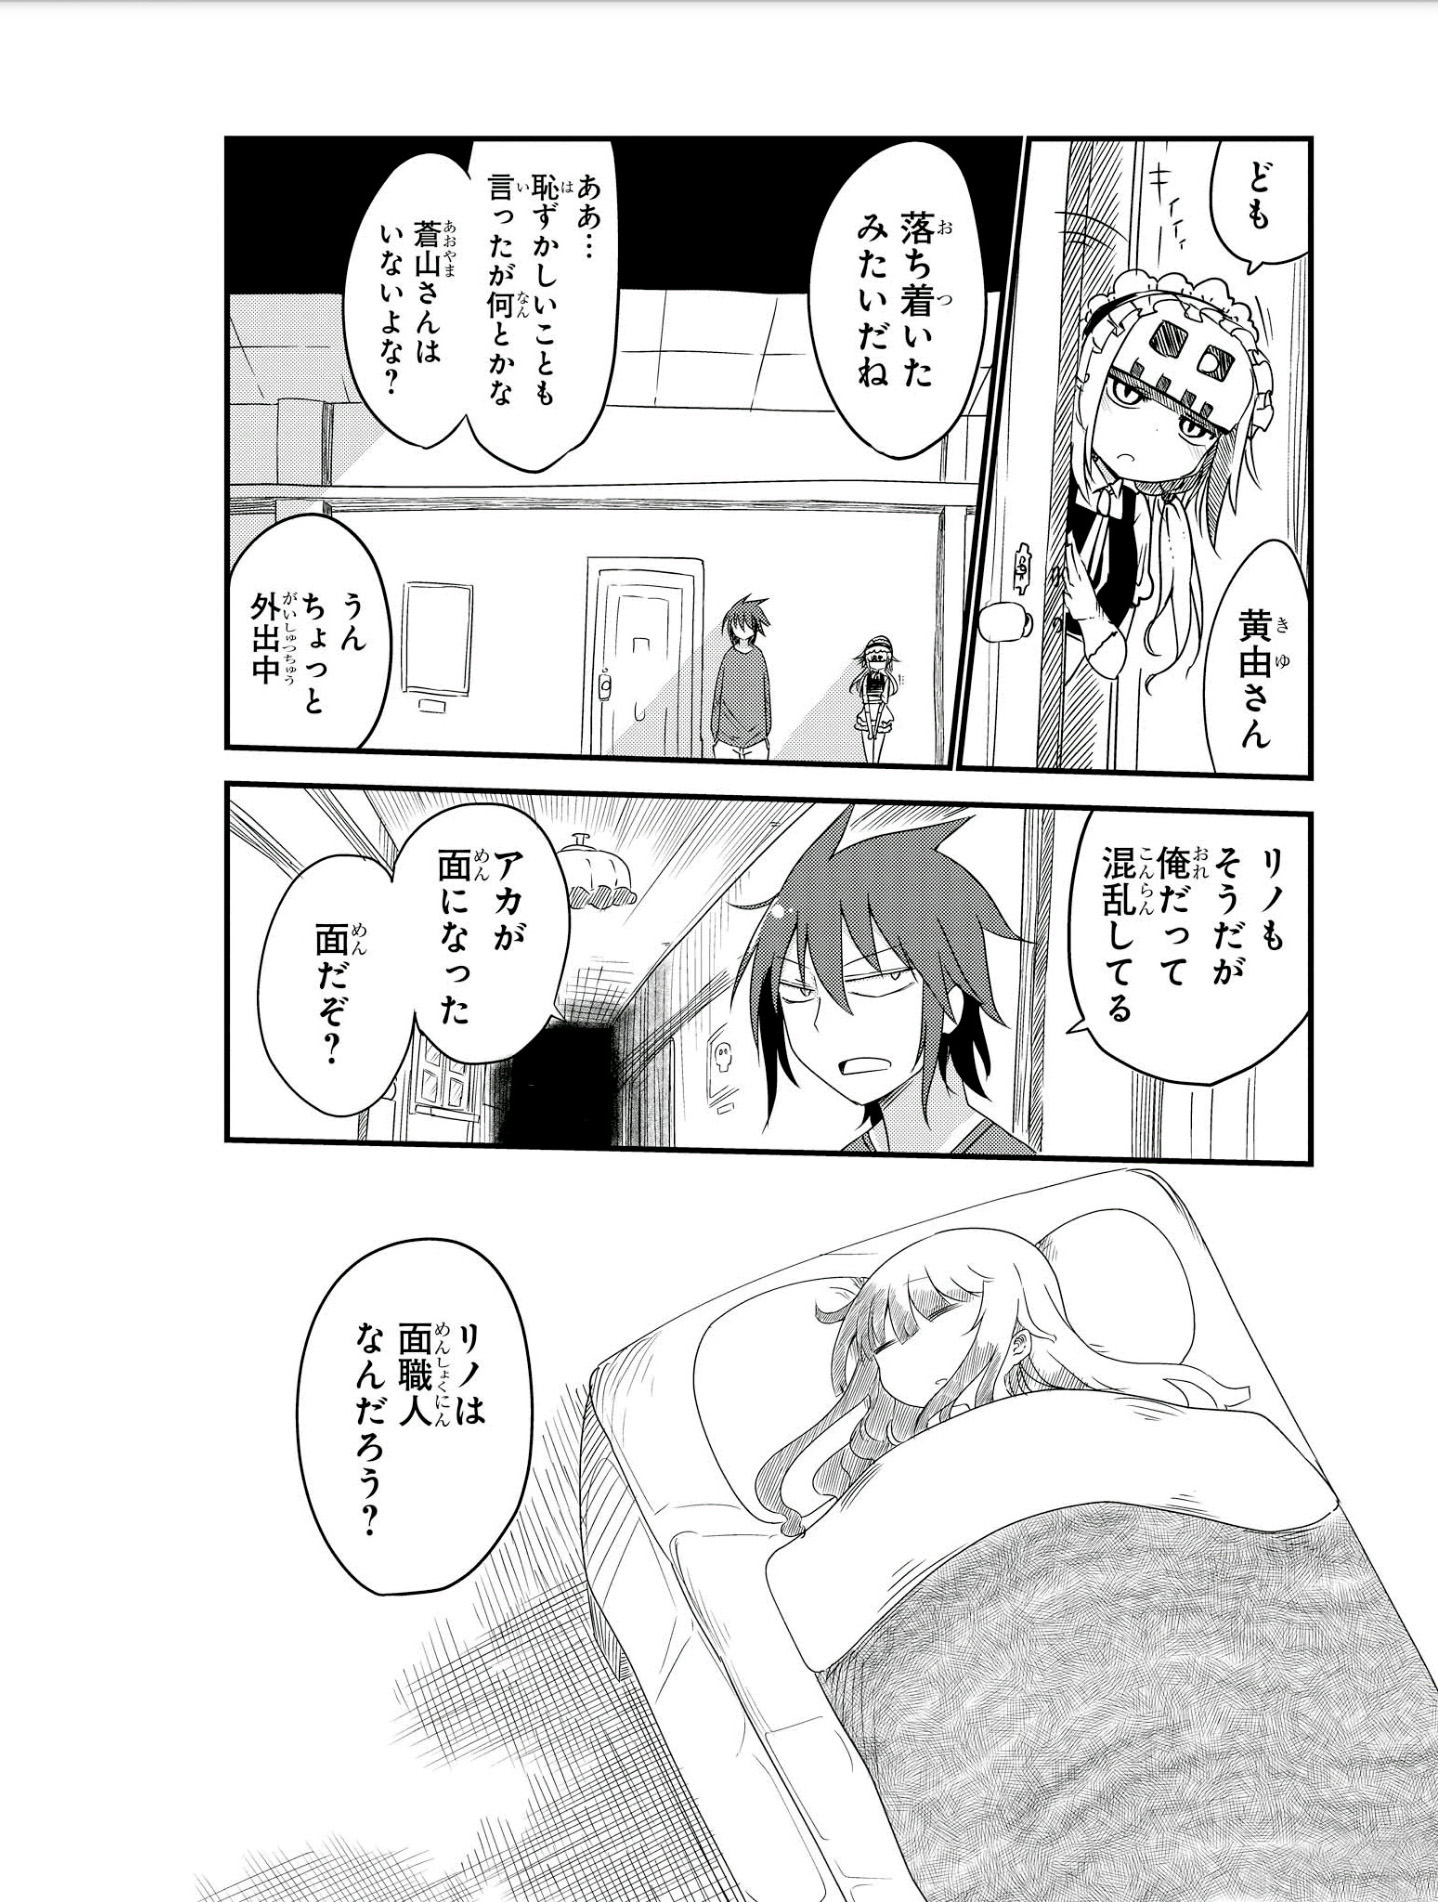 ども
キィーィ
黄由さん
落ち着いた
みたいだね
ああ…
恥ずかしいことも
言ったが何とかな
蒼山さんは
いないよな?
うん
ちょっと
外出中
リノも
そうだが
俺だって
混乱してる
アカが
面になった
面だぞ?
リノは
面職人
なんだろう?